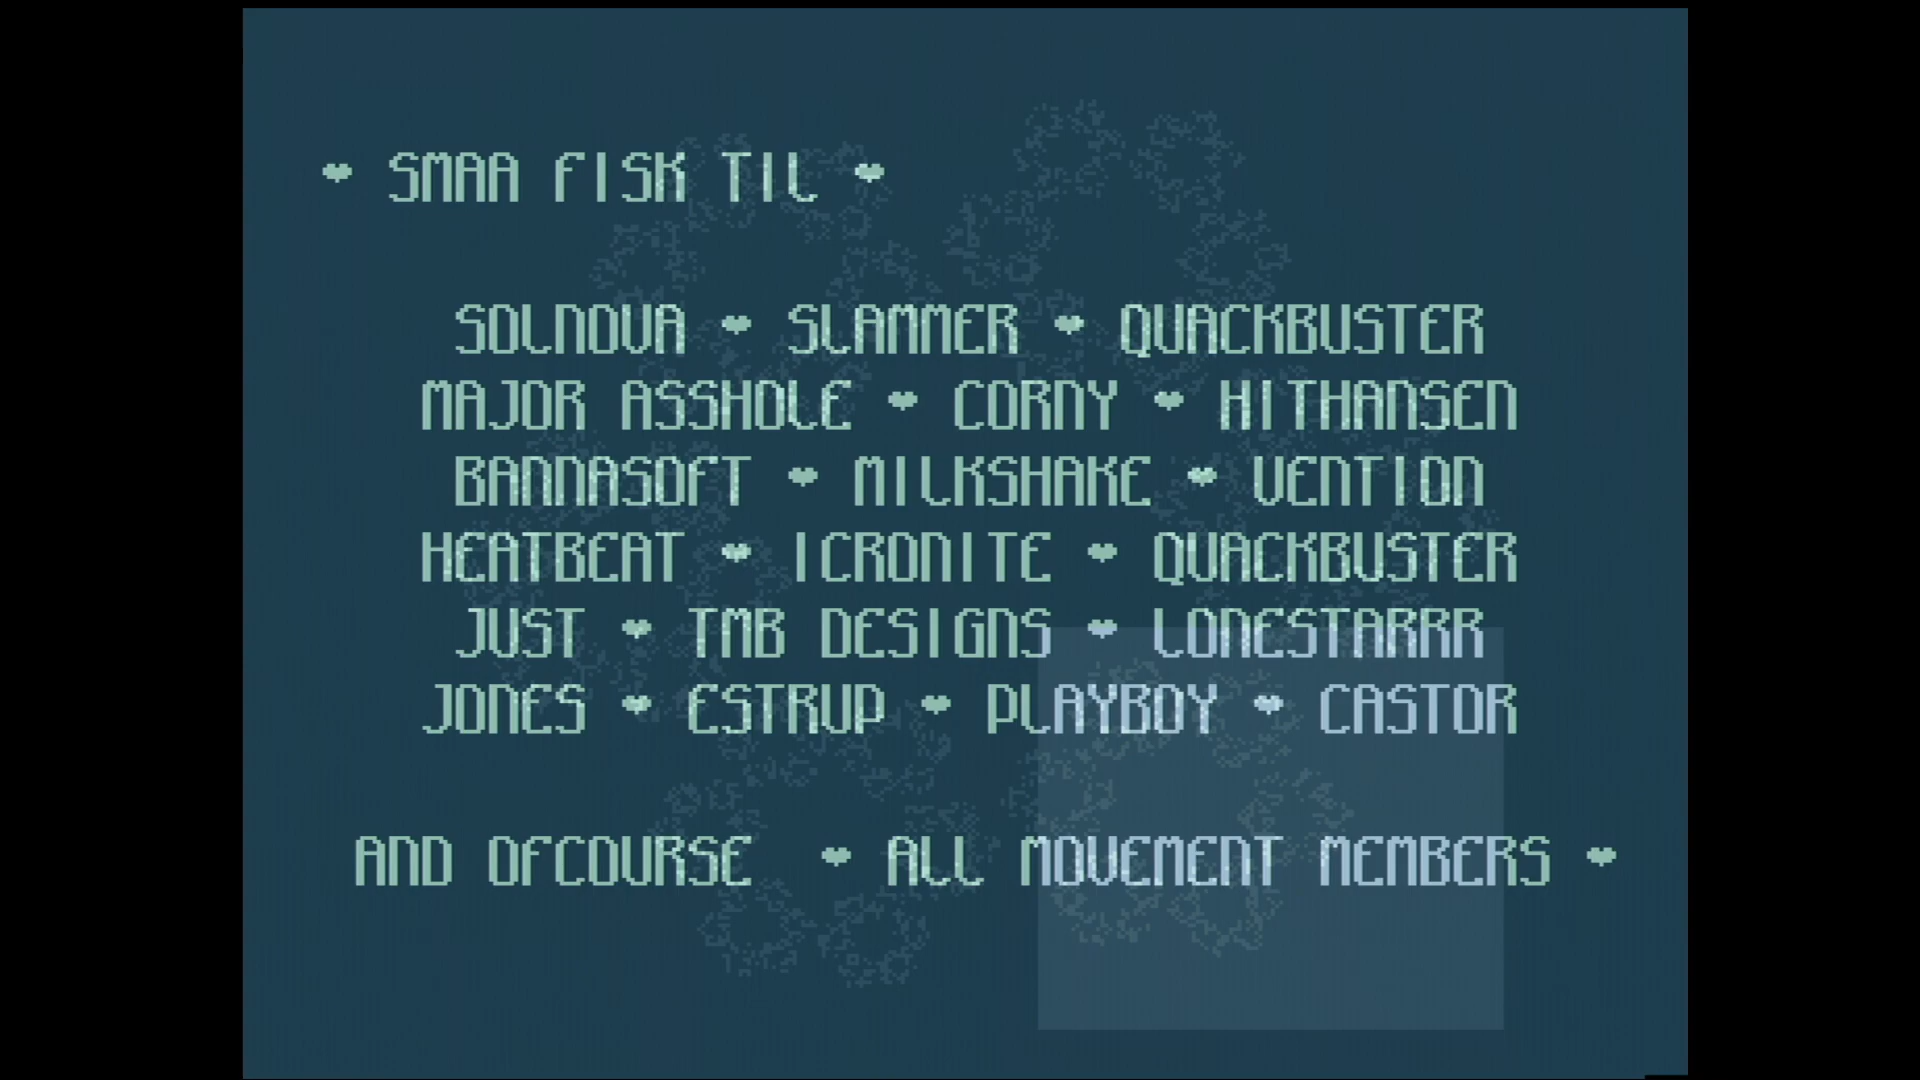 ♥ SMAA FISK TIL ♥
SOLNOVA ♥ SLAMMER ♥ QUACKBUSTER
MAJOR ASSHOLE ♥ CORNY ♥ HITHANSEN
BANNASOFT ♥ MILKSHAKE ♥ VENTION
HEATBEAT ♥ ICRONITE ♥ QUACKBUSTER
JUST ♥ TMB DESIGNS ♥ LONESTARRR
JONES ♥ ESTRUP ♥ PLAYBOY ♥ CASTOR
AND OFCOURSE ♥ ALL MOVEMENT MEMBERS ♥